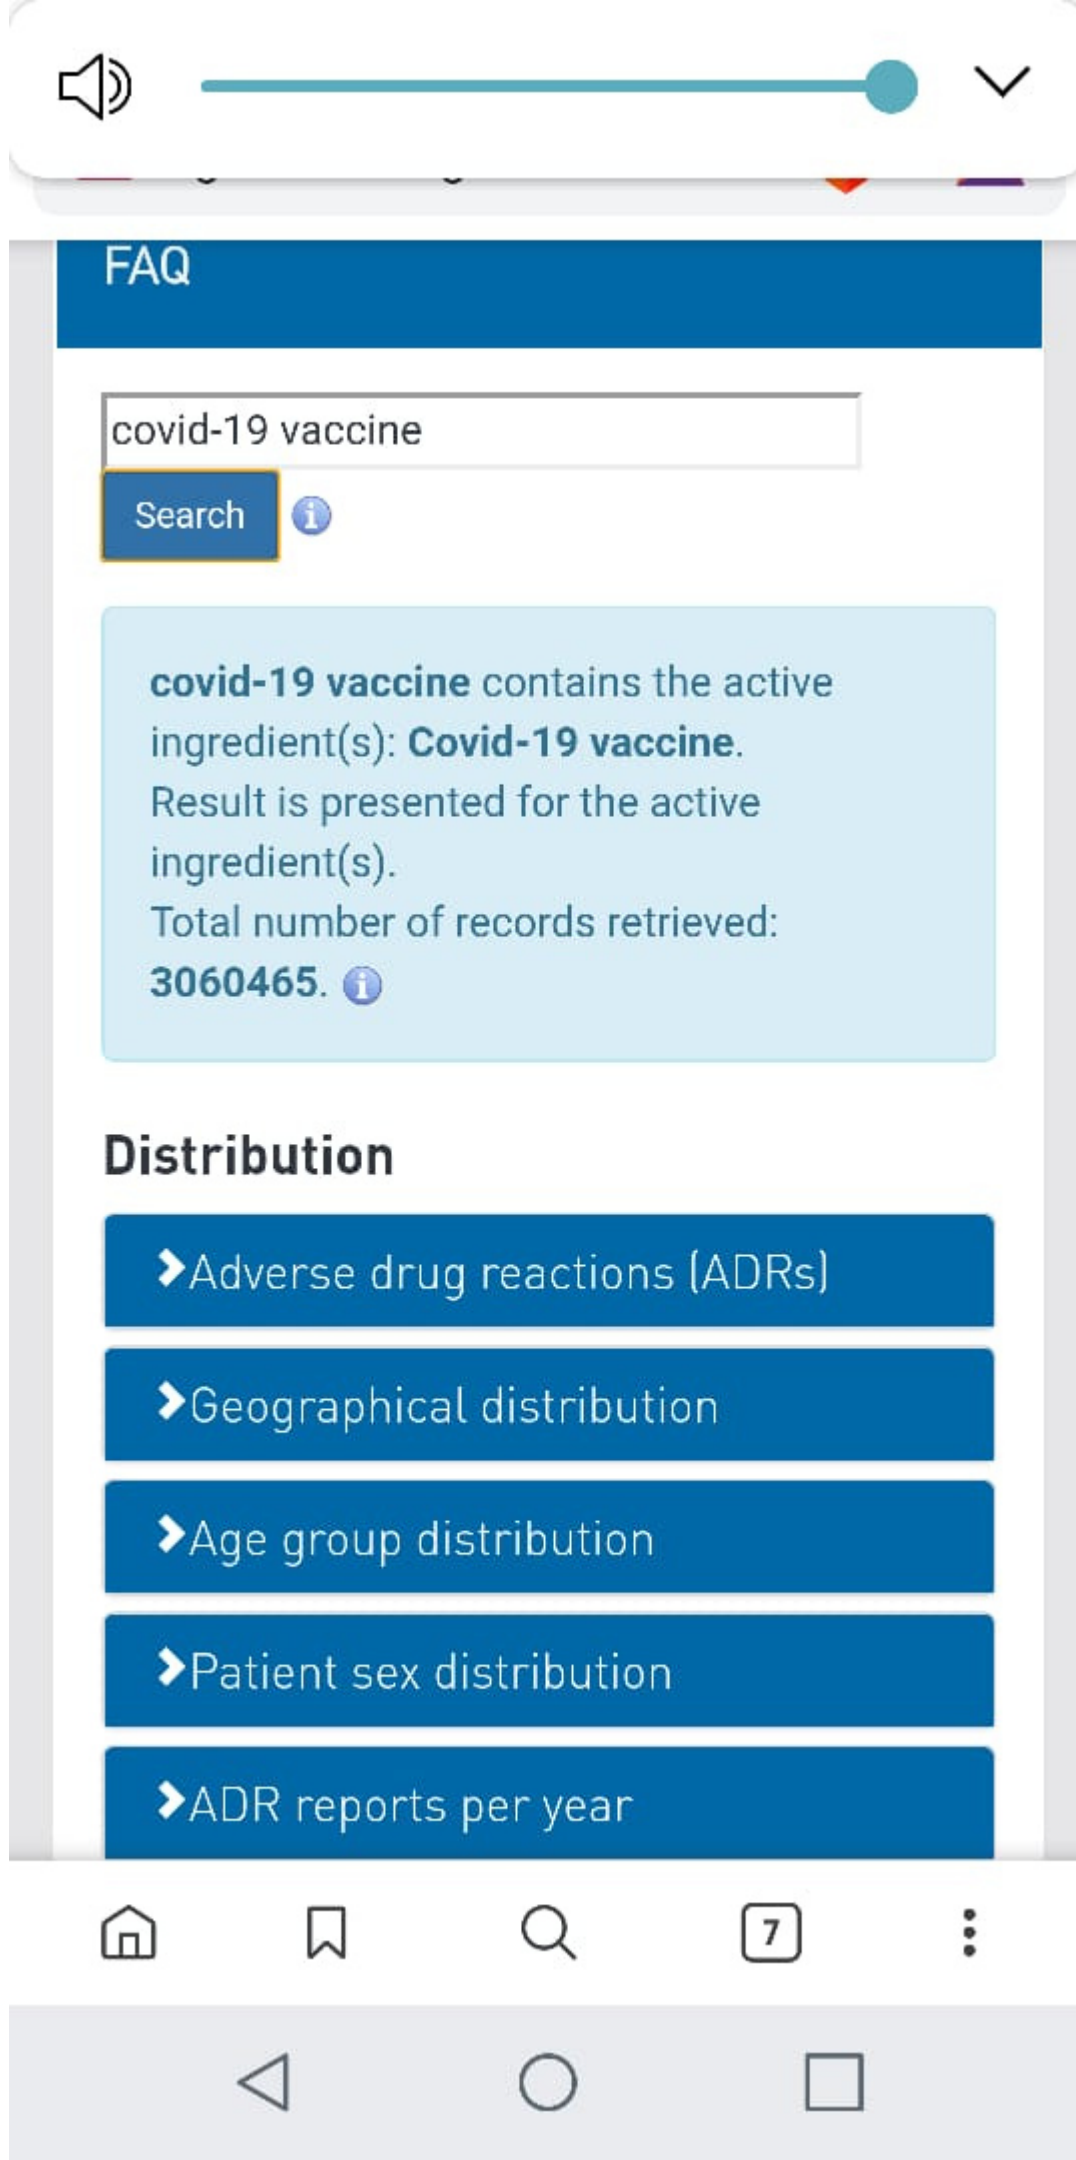 FAQ
covid-19 vaccine
Search
covid-19 vaccine contains the active
ingredient(s): Covid-19 vaccine.
Result is presented for the active
ingredient(s).
Total number of records retrieved:
3060465.
Distribution
Adverse drug reactions (ADRs)
Geographical distribution
Age group distribution
Patient sex distribution
ADR reports per year
7